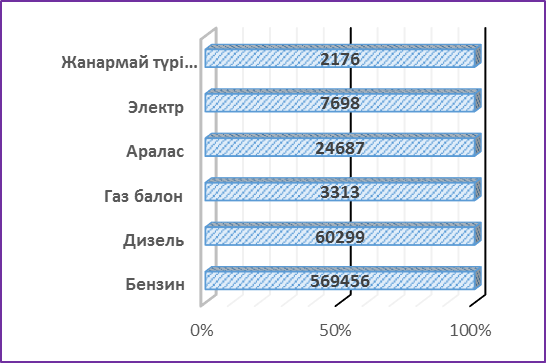 Жанармай түрі... 2176
Электр 7698
Аралас 24687
Газ балон 3313
Дизель 60299
Бензин 569456
0% 50% 100%